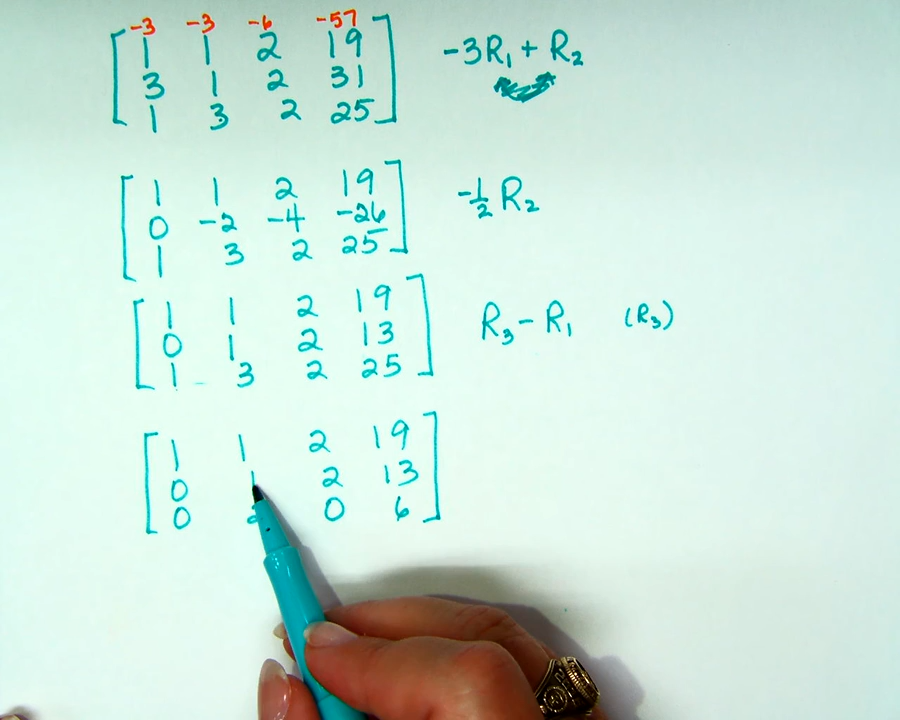 -3 -3 -6 -57
1 1 2 19 -3R₁ + R₂
3 1 2 31
1 3 2 25
1 1 2 19 -½ R₂
0 -2 -4 -26
1 3 2 25
1 1 2 19 R₃ - R₁ (R₃)
0 1 2 13
1 3 2 25
1 1 2 19
0 1 2 13
0 2 0 6